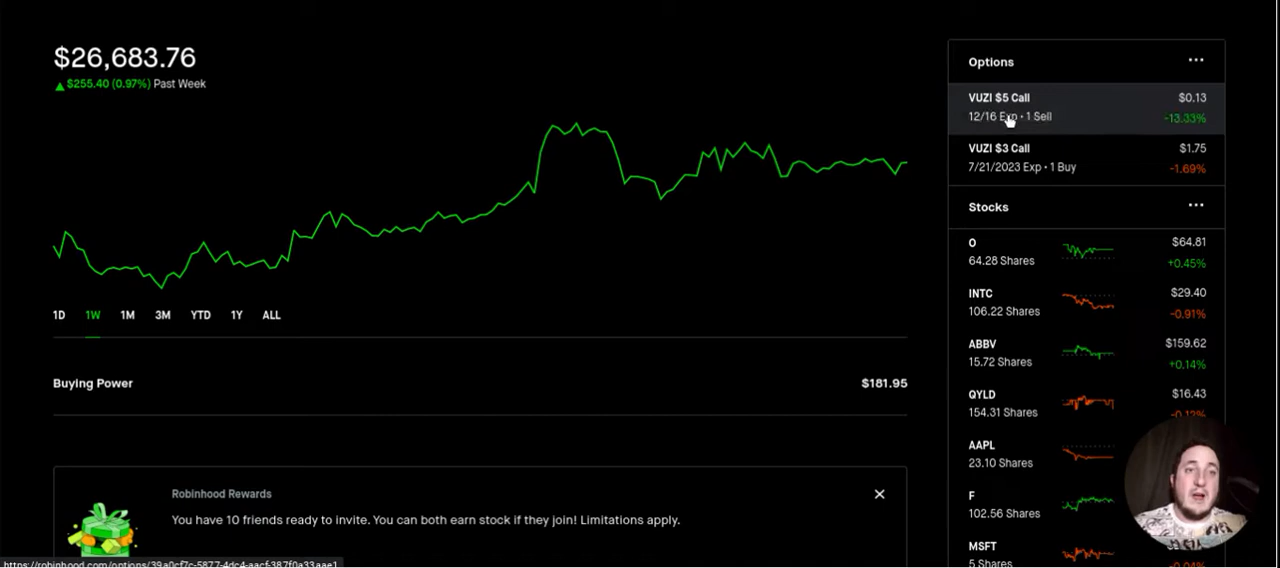 $26,683.76
▲ $255.40 (0.97%) Past Week
1D 1W 1M 3M YTD 1Y ALL
Buying Power $181.95
Robinhood Rewards
You have 10 friends ready to invite. You can both earn stock if they join! Limitations apply.
Options
VUZI $5 Call $0.13
12/16 Exp • 1 Sell -13.33%
VUZI $3 Call $1.75
7/21/2023 Exp • 1 Buy -1.69%
Stocks
O $64.81
64.28 Shares +0.45%
INTC $29.40
106.22 Shares -0.91%
ABBV $159.62
15.72 Shares +0.14%
QYLD $16.43
154.31 Shares -0.12%
AAPL
23.10 Shares
F
102.56 Shares
MSFT
5 Shares